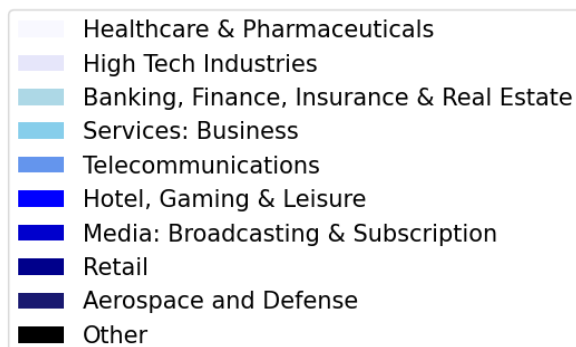 Healthcare & Pharmaceuticals
High Tech Industries
Banking, Finance, Insurance & Real Estate
Services: Business
Telecommunications
Hotel, Gaming & Leisure
Media: Broadcasting & Subscription
Retail
Aerospace and Defense
Other